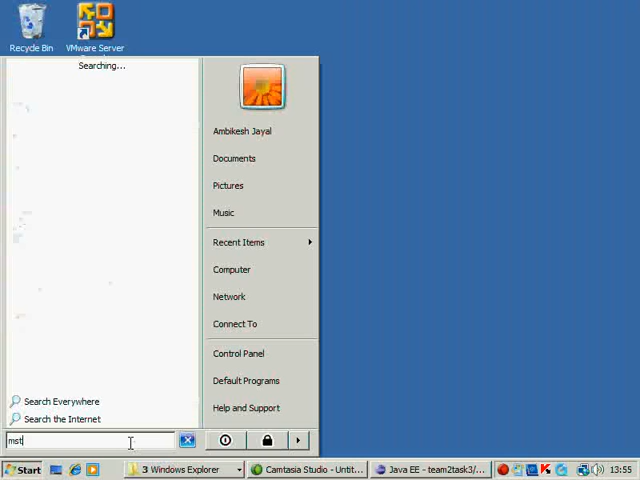 Recycle Bin
VMware Server
Searching...
Ambikesh Jayal
Documents
Pictures
Music
Recent Items
Computer
Network
Connect To
Control Panel
Default Programs
Help and Support
Search Everywhere
Search the Internet
mst
Start
3 Windows Explorer
Camtasia Studio - Untit...
Java EE - team2task3/...
13:55